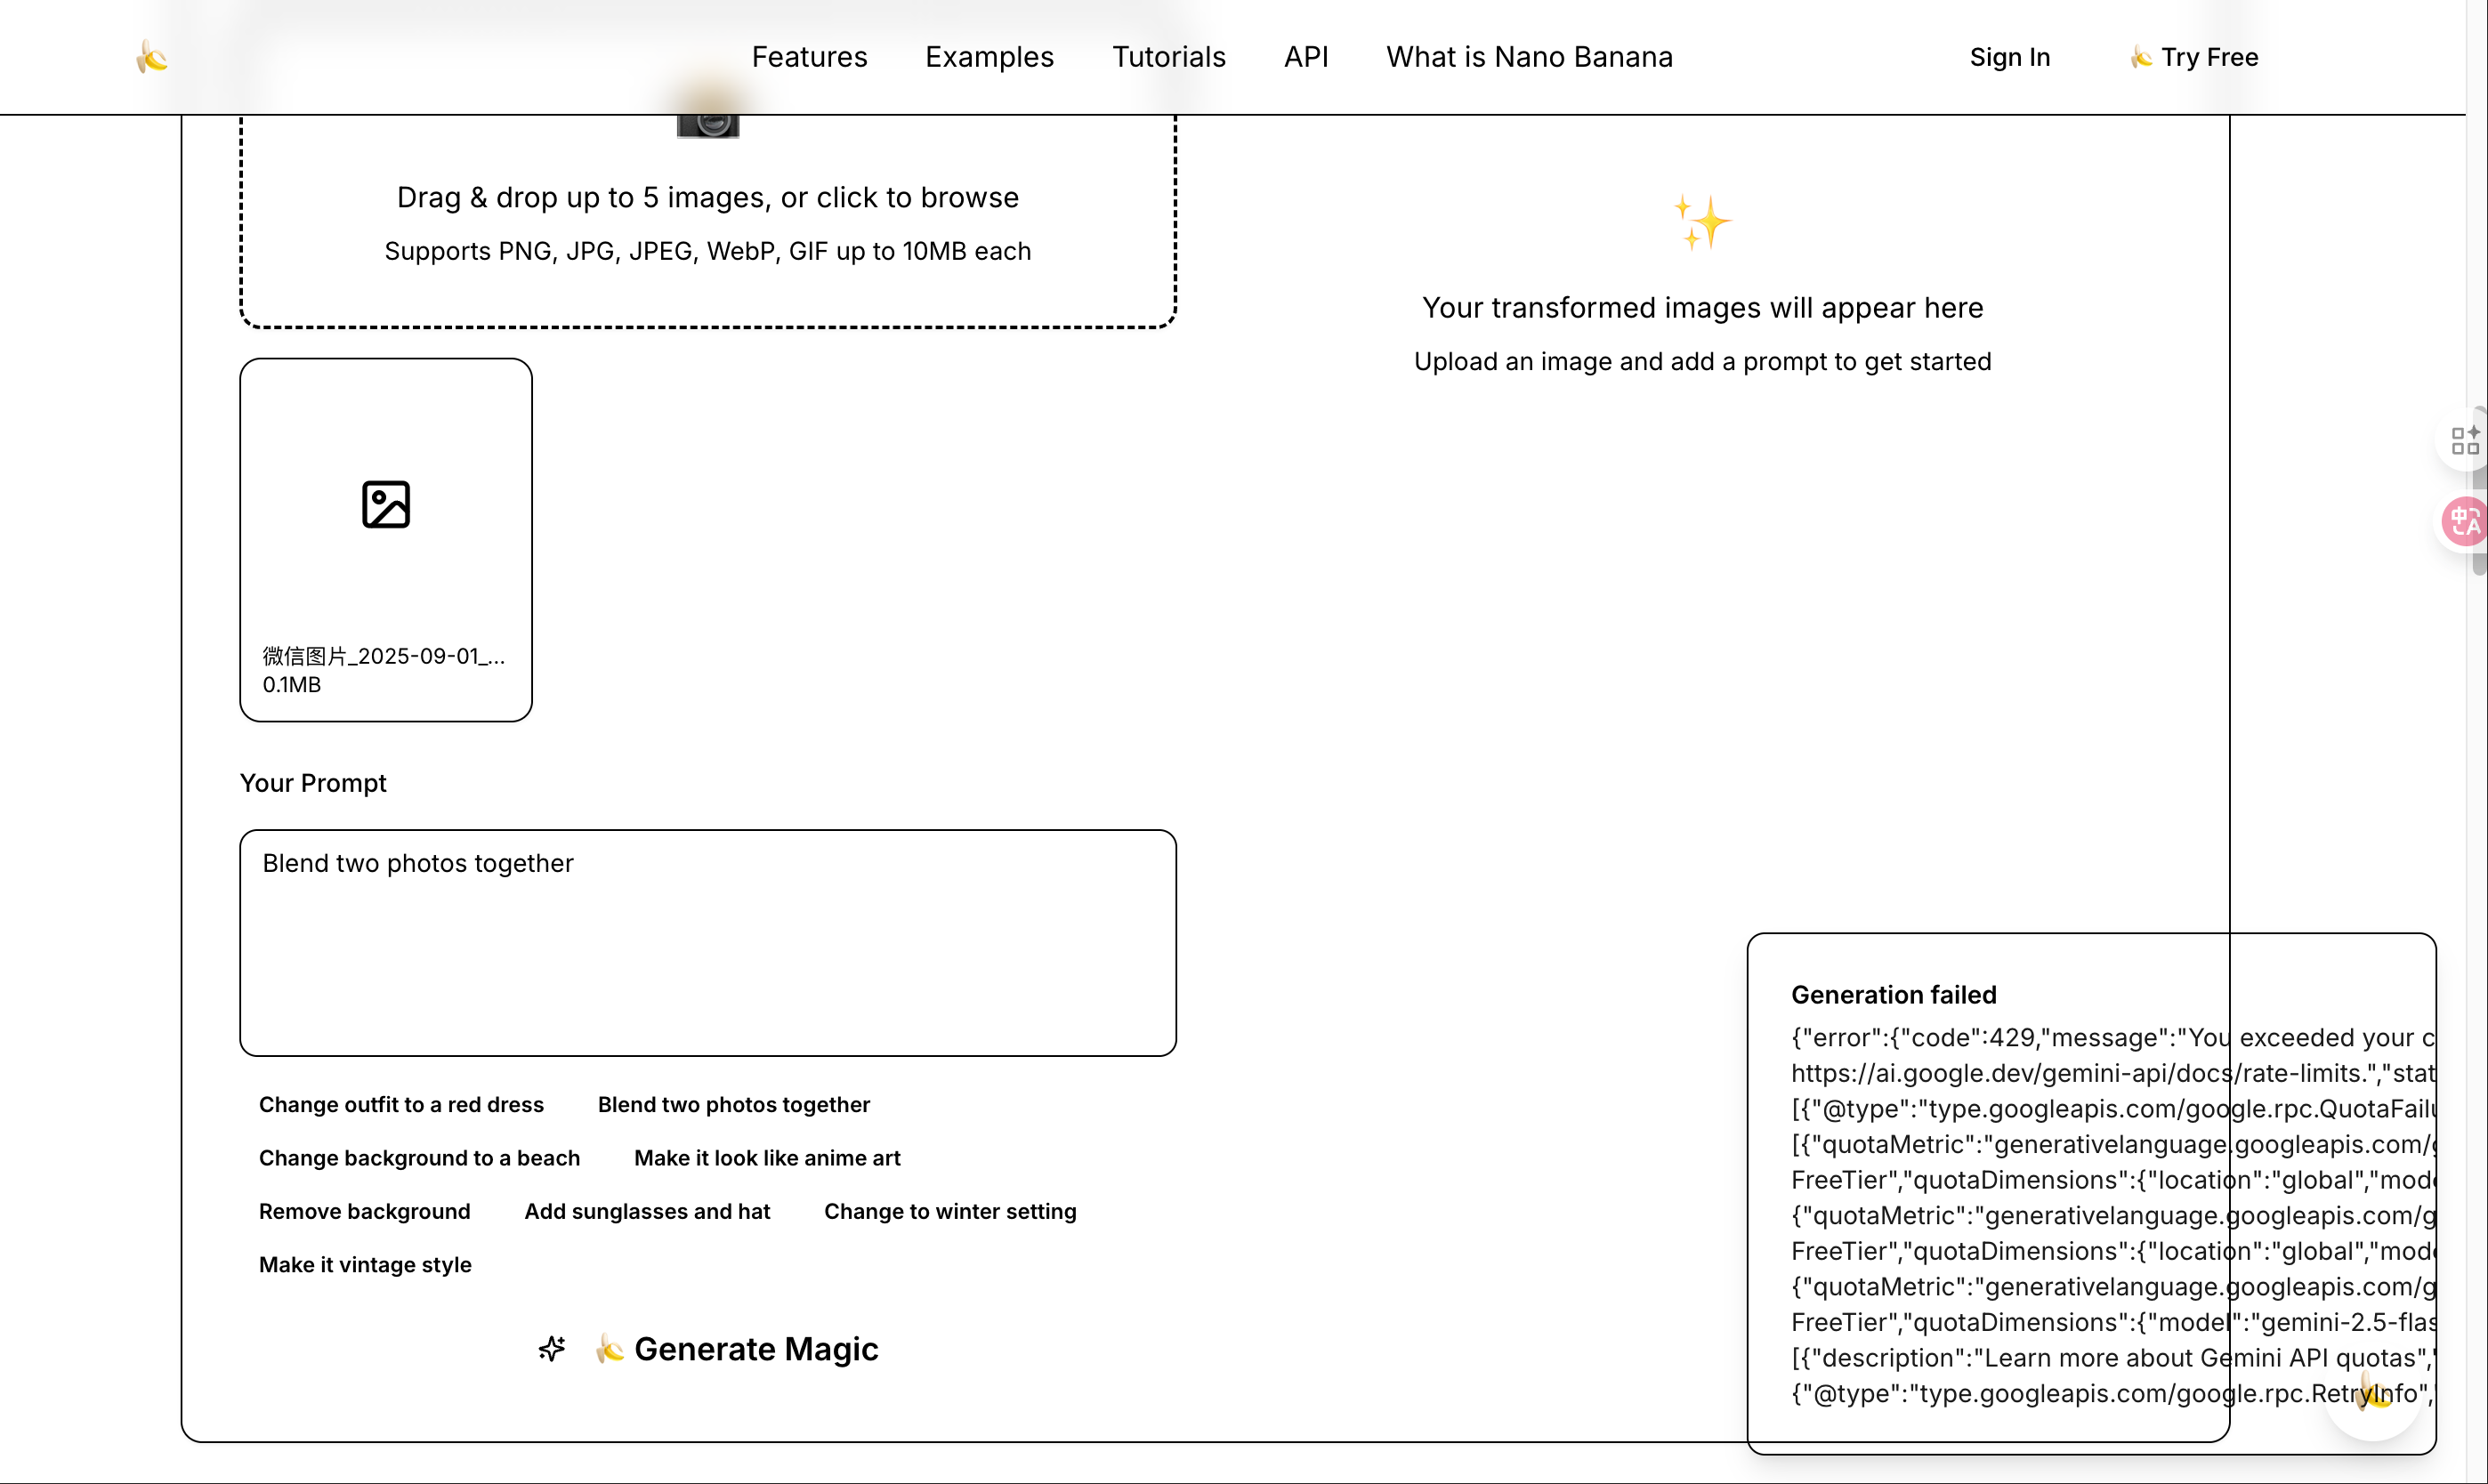 Features Examples Tutorials API What is Nano Banana Sign In Try Free
Drag & drop up to 5 images, or click to browse
Supports PNG, JPG, JPEG, WebP, GIF up to 10MB each
Your transformed images will appear here
Upload an image and add a prompt to get started
微信图片_2025-09-01_...
0.1MB
中A
Your Prompt
Blend two photos together
Change outfit to a red dress Blend two photos together
Change background to a beach Make it look like anime art
Remove background Add sunglasses and hat Change to winter setting
Make it vintage style
Generate Magic
Generation failed
{"error":{"code":429,"message":"You exceeded your c
https://ai.google.dev/gemini-api/docs/rate-limits.","stat
[{"@type":"type.googleapis.com/google.rpc.QuotaFailu
[{"quotaMetric":"generativelanguage.googleapis.com/g
FreeTier","quotaDimensions":{"location":"global","mode
{"quotaMetric":"generativelanguage.googleapis.com/g
FreeTier","quotaDimensions":{"location":"global","mode
{"quotaMetric":"generativelanguage.googleapis.com/g
FreeTier","quotaDimensions":{"model":"gemini-2.5-flas
[{"description":"Learn more about Gemini API quotas","
{"@type":"type.googleapis.com/google.rpc.RetryInfo","